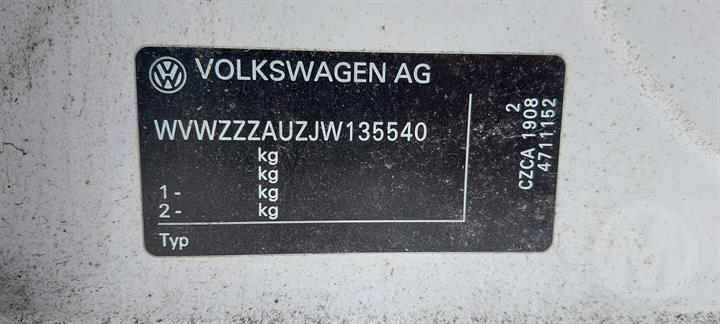 VOLKSWAGEN AG
WVWZZZAUZJW135540
kg
kg
1 - kg
2 - kg
Typ
2
CZCA 1908
4711152